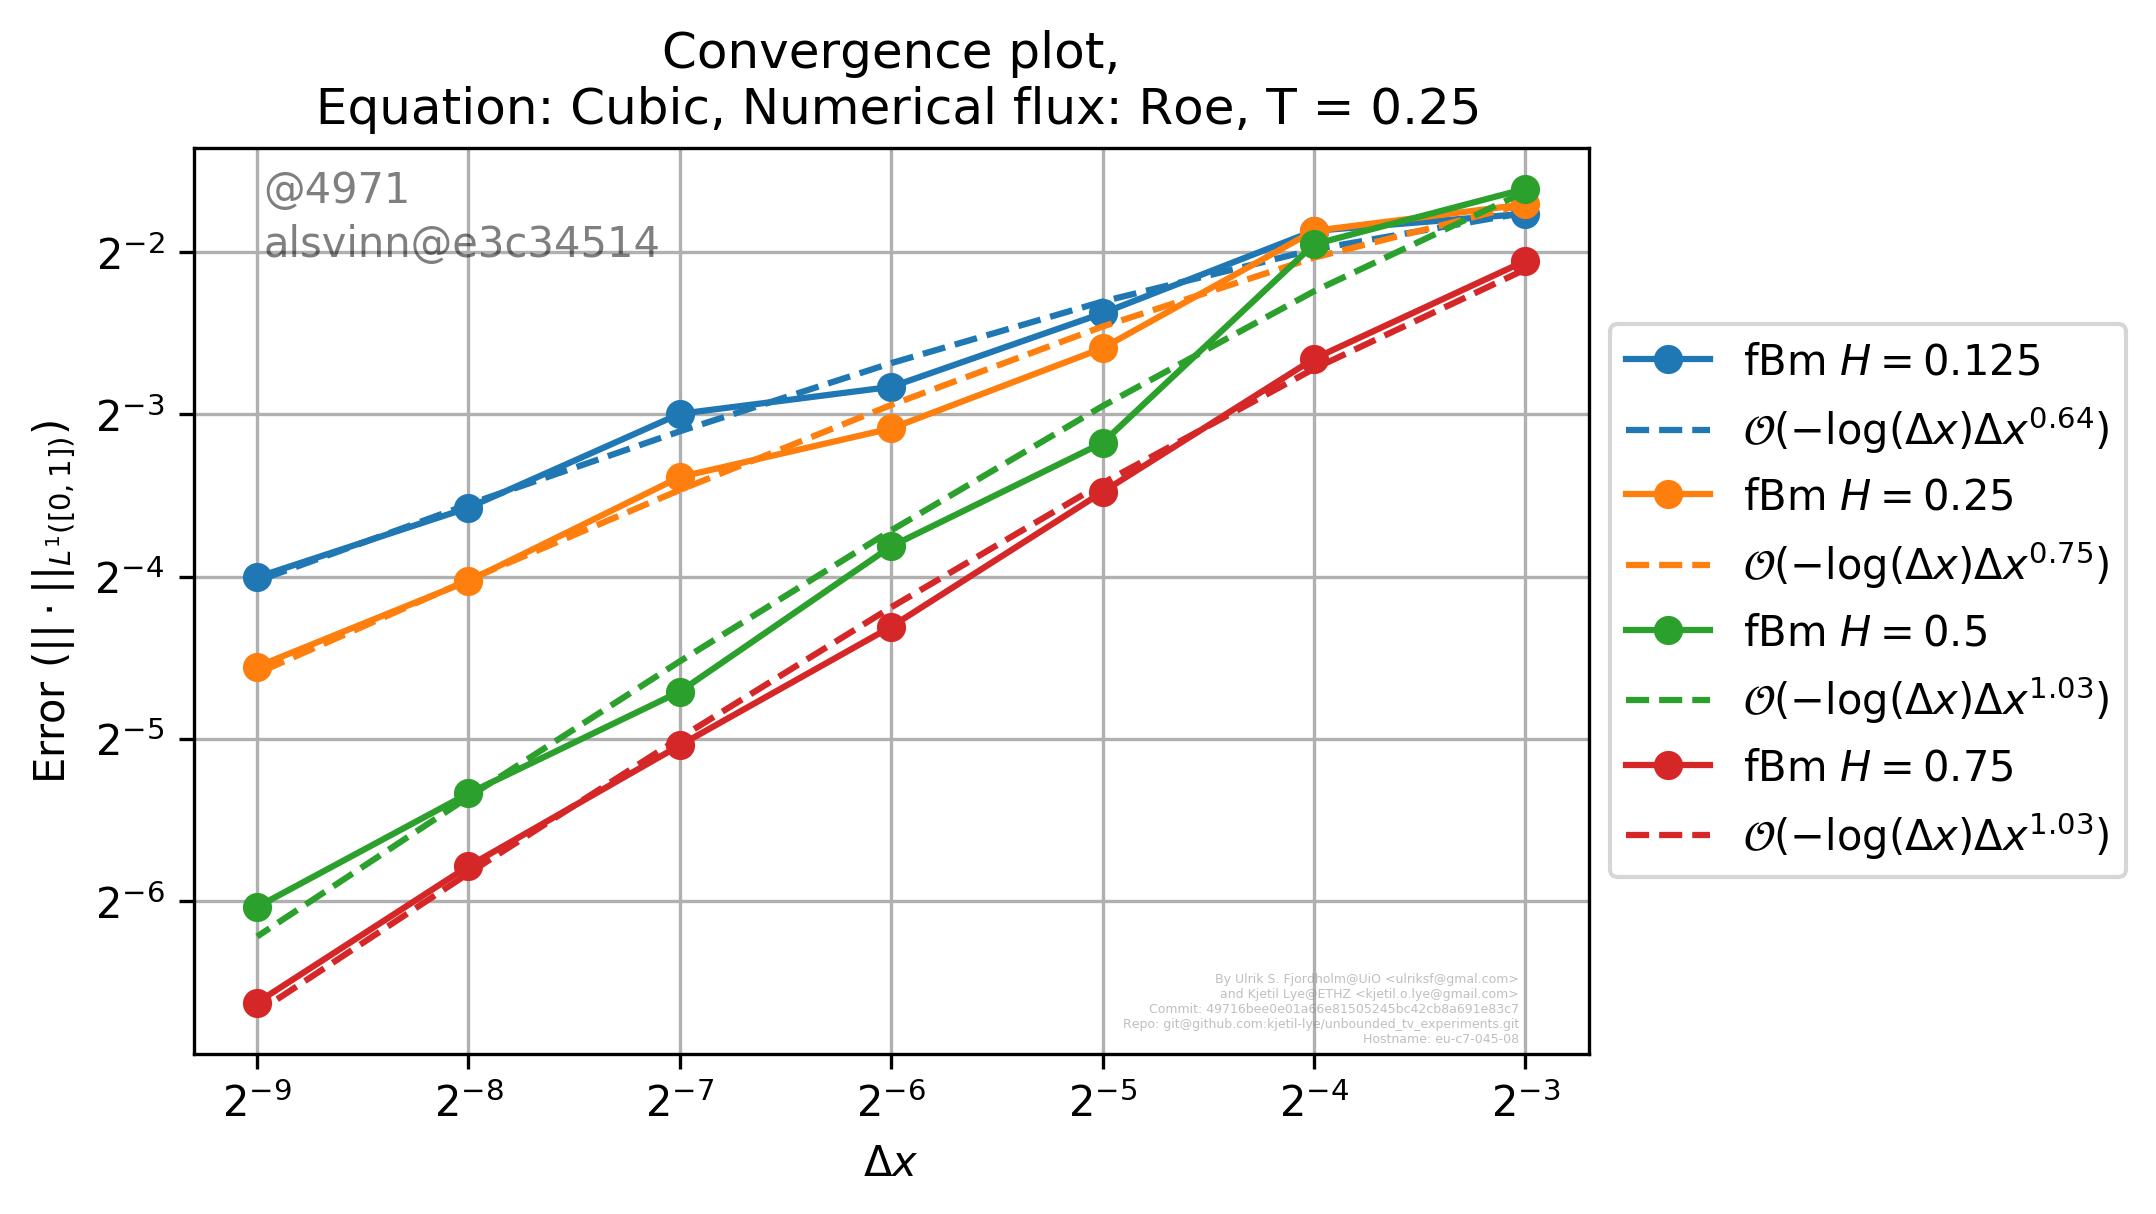 Convergence plot,
Equation: Cubic, Numerical flux: Roe, T = 0.25
@4971
alsvinn@e3c34514
2⁻²
2⁻³
2⁻⁴
2⁻⁵
2⁻⁶
Error (||·||_{L¹([0,1])})
2⁻⁹ 2⁻⁸ 2⁻⁷ 2⁻⁶ 2⁻⁵ 2⁻⁴ 2⁻³
Δx
fBm H = 0.125
𝒪(−log(Δx)Δx^{0.64})
fBm H = 0.25
𝒪(−log(Δx)Δx^{0.75})
fBm H = 0.5
𝒪(−log(Δx)Δx^{1.03})
fBm H = 0.75
𝒪(−log(Δx)Δx^{1.03})
By Ulrik S. Fjordholm@UiO <ulriksf@gmal.com>
and Kjetil Lye@ETHZ <kjetil.o.lye@gmail.com>
Commit: 49716bee0e01a66e81505245bc42cb8a691e83c7
Repo: git@github.com:kjetil-lye/unbounded_tv_experiments.git
Hostname: eu-c7-045-08